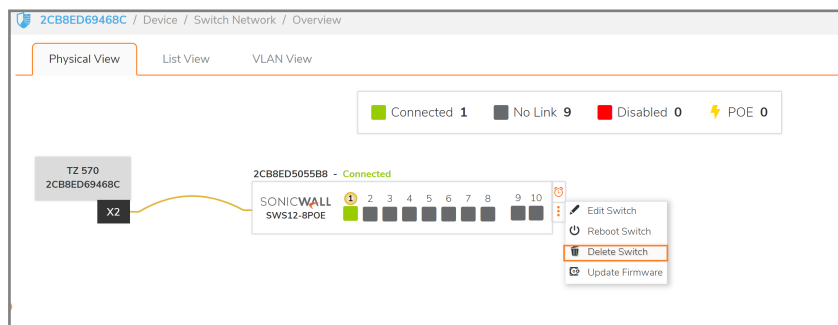 2CB8ED69468C / Device / Switch Network / Overview
Physical View List View VLAN View
Connected 1 No Link 9 Disabled 0 POE 0
TZ 570
2CB8ED69468C
X2
2CB8ED5055B8 - Connected
SONICWALL
SWS12-8POE
1 2 3 4 5 6 7 8 9 10
Edit Switch
Reboot Switch
Delete Switch
Update Firmware